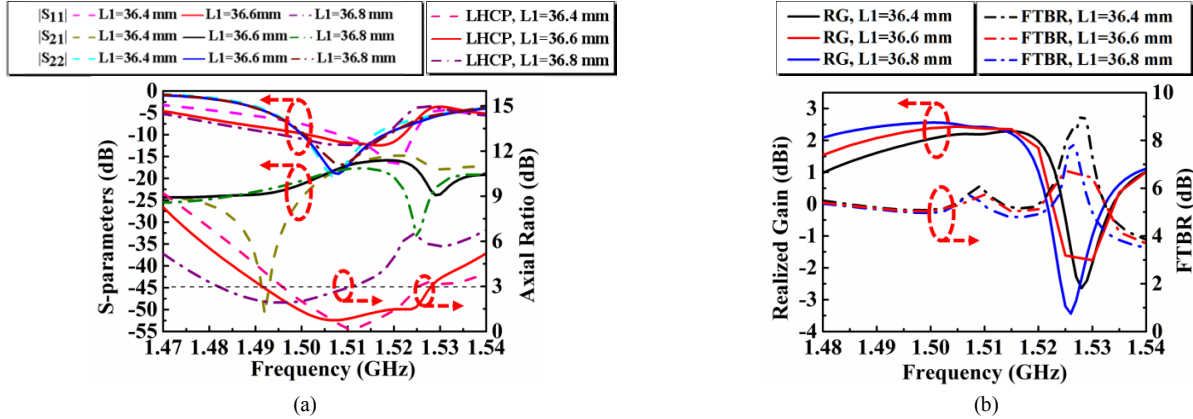 |S11| L1=36.4 mm L1=36.6mm L1=36.8 mm
|S21| L1=36.4 mm L1=36.6 mm L1=36.8 mm
|S22| L1=36.4 mm L1=36.6 mm L1=36.8 mm
LHCP, L1=36.4 mm
LHCP, L1=36.6 mm
LHCP, L1=36.8 mm
S-parameters (dB)
0
-5
-10
-15
-20
-25
-30
-35
-40
-45
-50
-55
15
12
9
6
3
0
Axial Ratio (dB)
1.47 1.48 1.49 1.50 1.51 1.52 1.53 1.54
Frequency (GHz)
(a)
RG, L1=36.4 mm
RG, L1=36.6 mm
RG, L1=36.8 mm
FTBR, L1=36.4 mm
FTBR, L1=36.6 mm
FTBR, L1=36.8 mm
Realized Gain (dBi)
3
2
1
0
-1
-2
-3
-4
10
8
6
4
2
0
FTBR (dB)
1.48 1.49 1.50 1.51 1.52 1.53 1.54
Frequency (GHz)
(b)